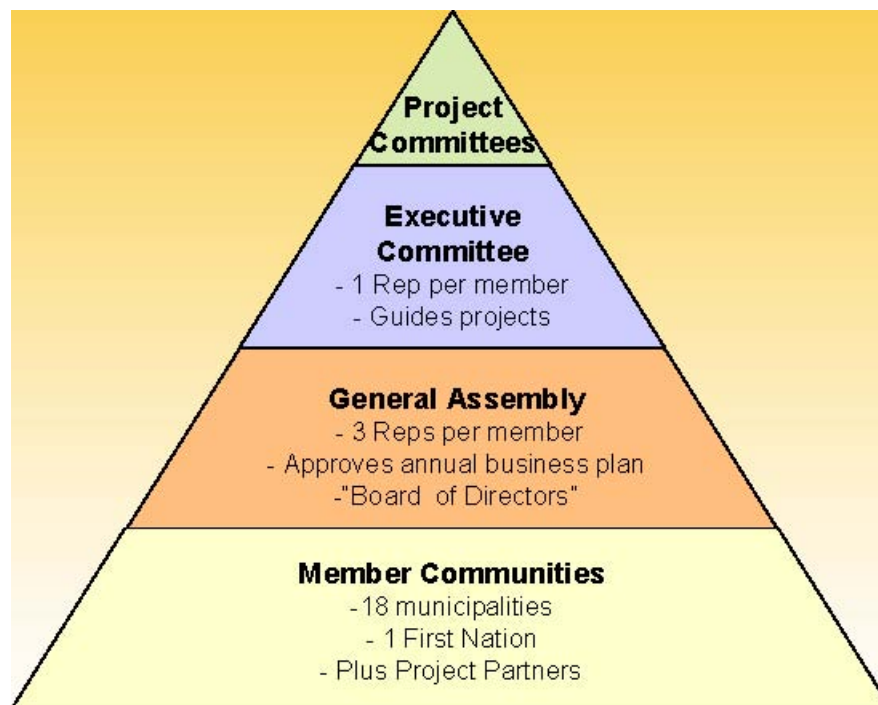 Project
Committees
Executive
Committee
- 1 Rep per member
- Guides projects
General Assembly
- 3 Reps per member
- Approves annual business plan
-"Board of Directors"
Member Communities
-18 municipalities
- 1 First Nation
- Plus Project Partners